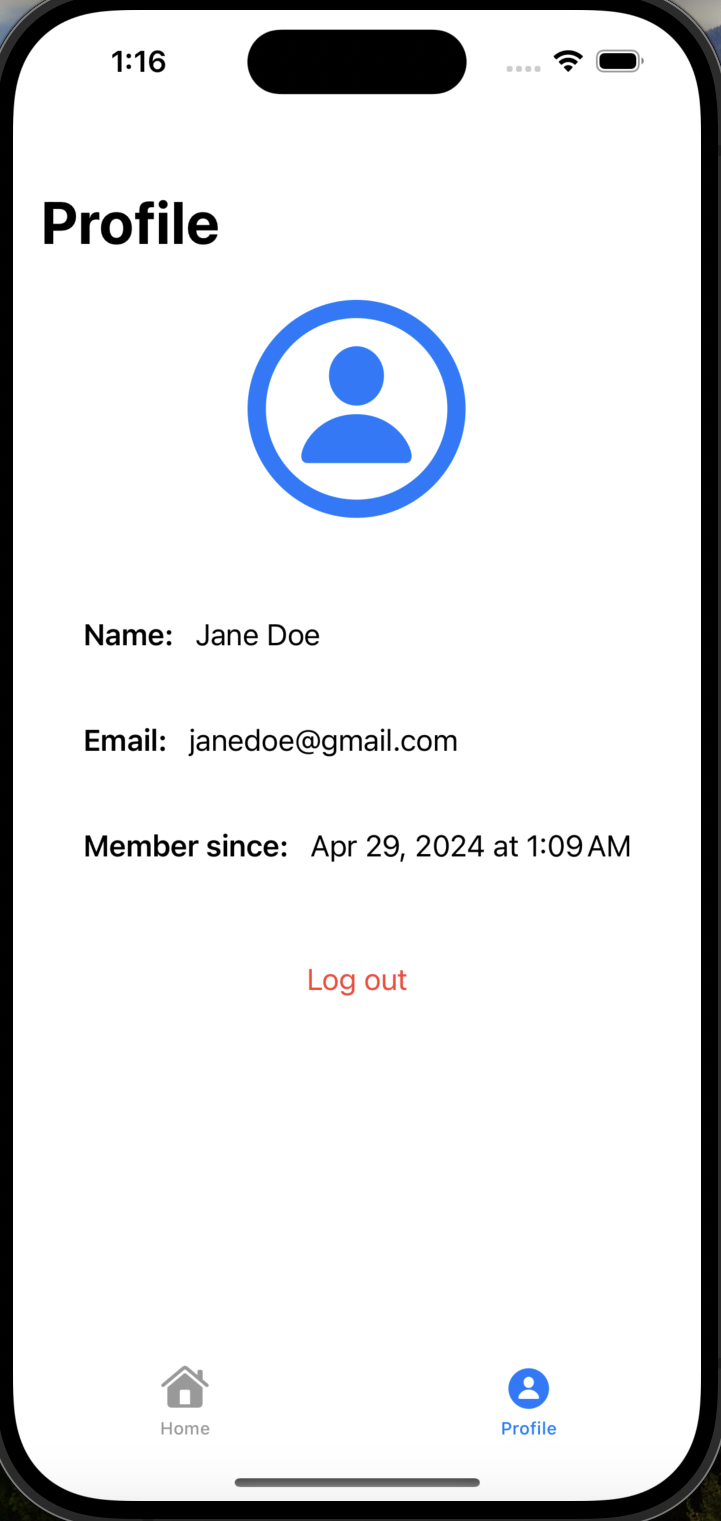 1:16
Profile
Name: Jane Doe
Email: janedoe@gmail.com
Member since: Apr 29, 2024 at 1:09 AM
Log out
Home Profile